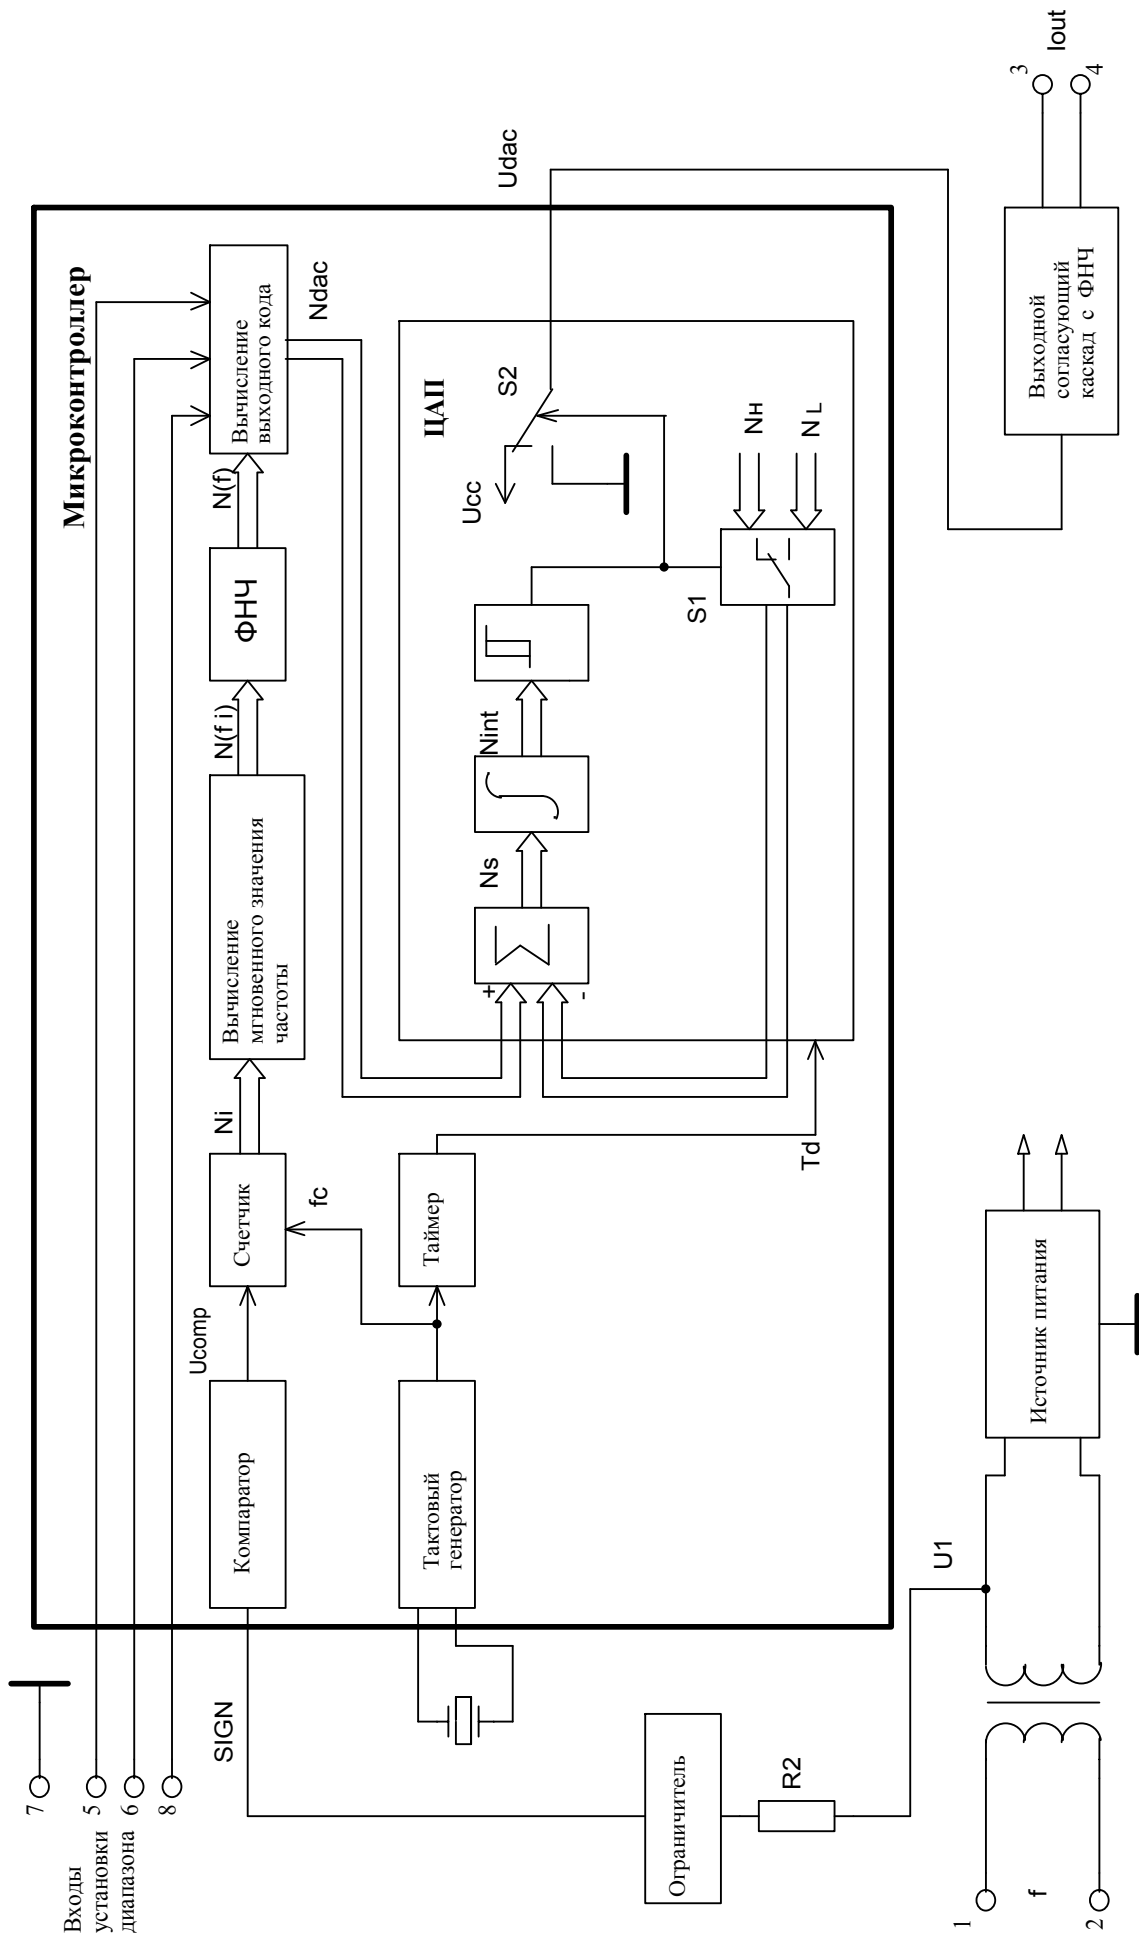 Микроконтроллер
Входы
установки
диапазона
7
5
6
8
SIGN
Компаратор
Ucomp
Счетчик
Ni
Вычисление
мгновенного значения
частоты
N(f i)
ФНЧ
N(f)
Вычисление
выходного кода
Ndac
Тактовый
генератор
fc
Таймер
Td
ЦАП
+
-
Ns
Nint
S1
NH
NL
Ucc
S2
Udac
Ограничитель
R2
U1
1
f
2
Источник питания
Выходной
согласующий
каскад с ФНЧ
3
4
Iout